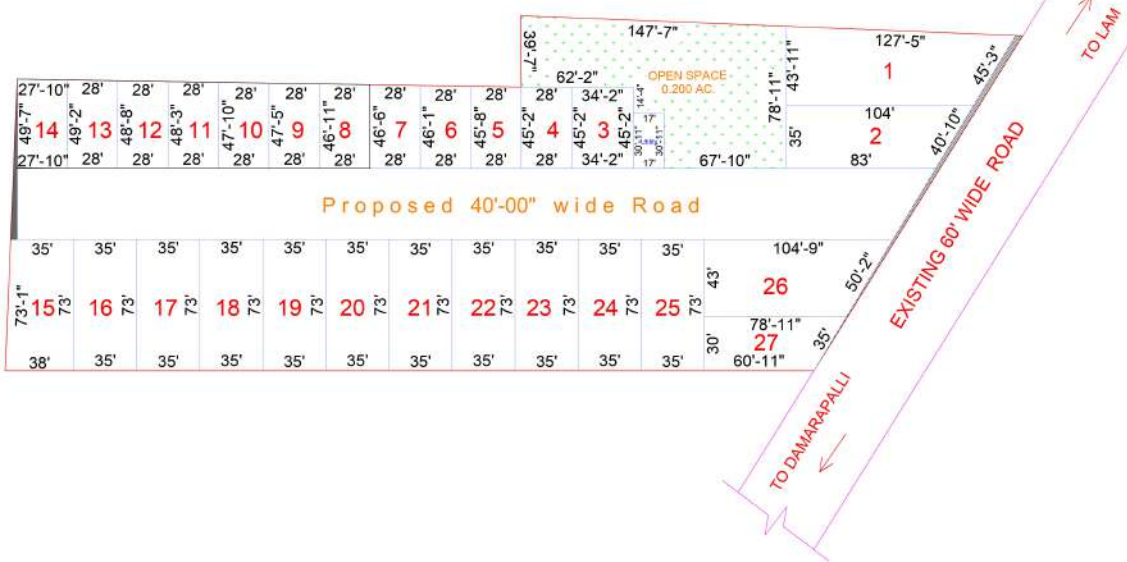 TO LAM
147'-7"
127'-5"
39'-7"
43'-11"
45'-3"
1
62'-2"
OPEN SPACE
0.200 AC.
78'-11"
27'-10" 28' 28' 28' 28' 28' 28' 28' 28' 28' 28' 34'-2"
14'-4"
104'
17'
49'-7" 14 49'-2" 13 48'-8" 12 48'-3" 11 47'-10" 10 47'-5" 9 46'-11" 8 46'-6" 7 46'-1" 6 45'-8" 5 45'-2" 4 45'-2" 3 45'-2"
30'-11" 30'-11"
35'
2
40'-10"
27'-10" 28' 28' 28' 28' 28' 28' 28' 28' 28' 28' 34'-2" 17' 67'-10" 83'
Proposed 40'-00" wide Road
EXISTING 60' WIDE ROAD
35' 35' 35' 35' 35' 35' 35' 35' 35' 35' 35' 104'-9"
50'-2"
43'
26
73'-1" 15 73' 16 73' 17 73' 18 73' 19 73' 20 73' 21 73' 22 73' 23 73' 24 73' 25 73'
78'-11"
30'
27
35'
38' 35' 35' 35' 35' 35' 35' 35' 35' 35' 35' 60'-11"
TO DAMARAPALLI